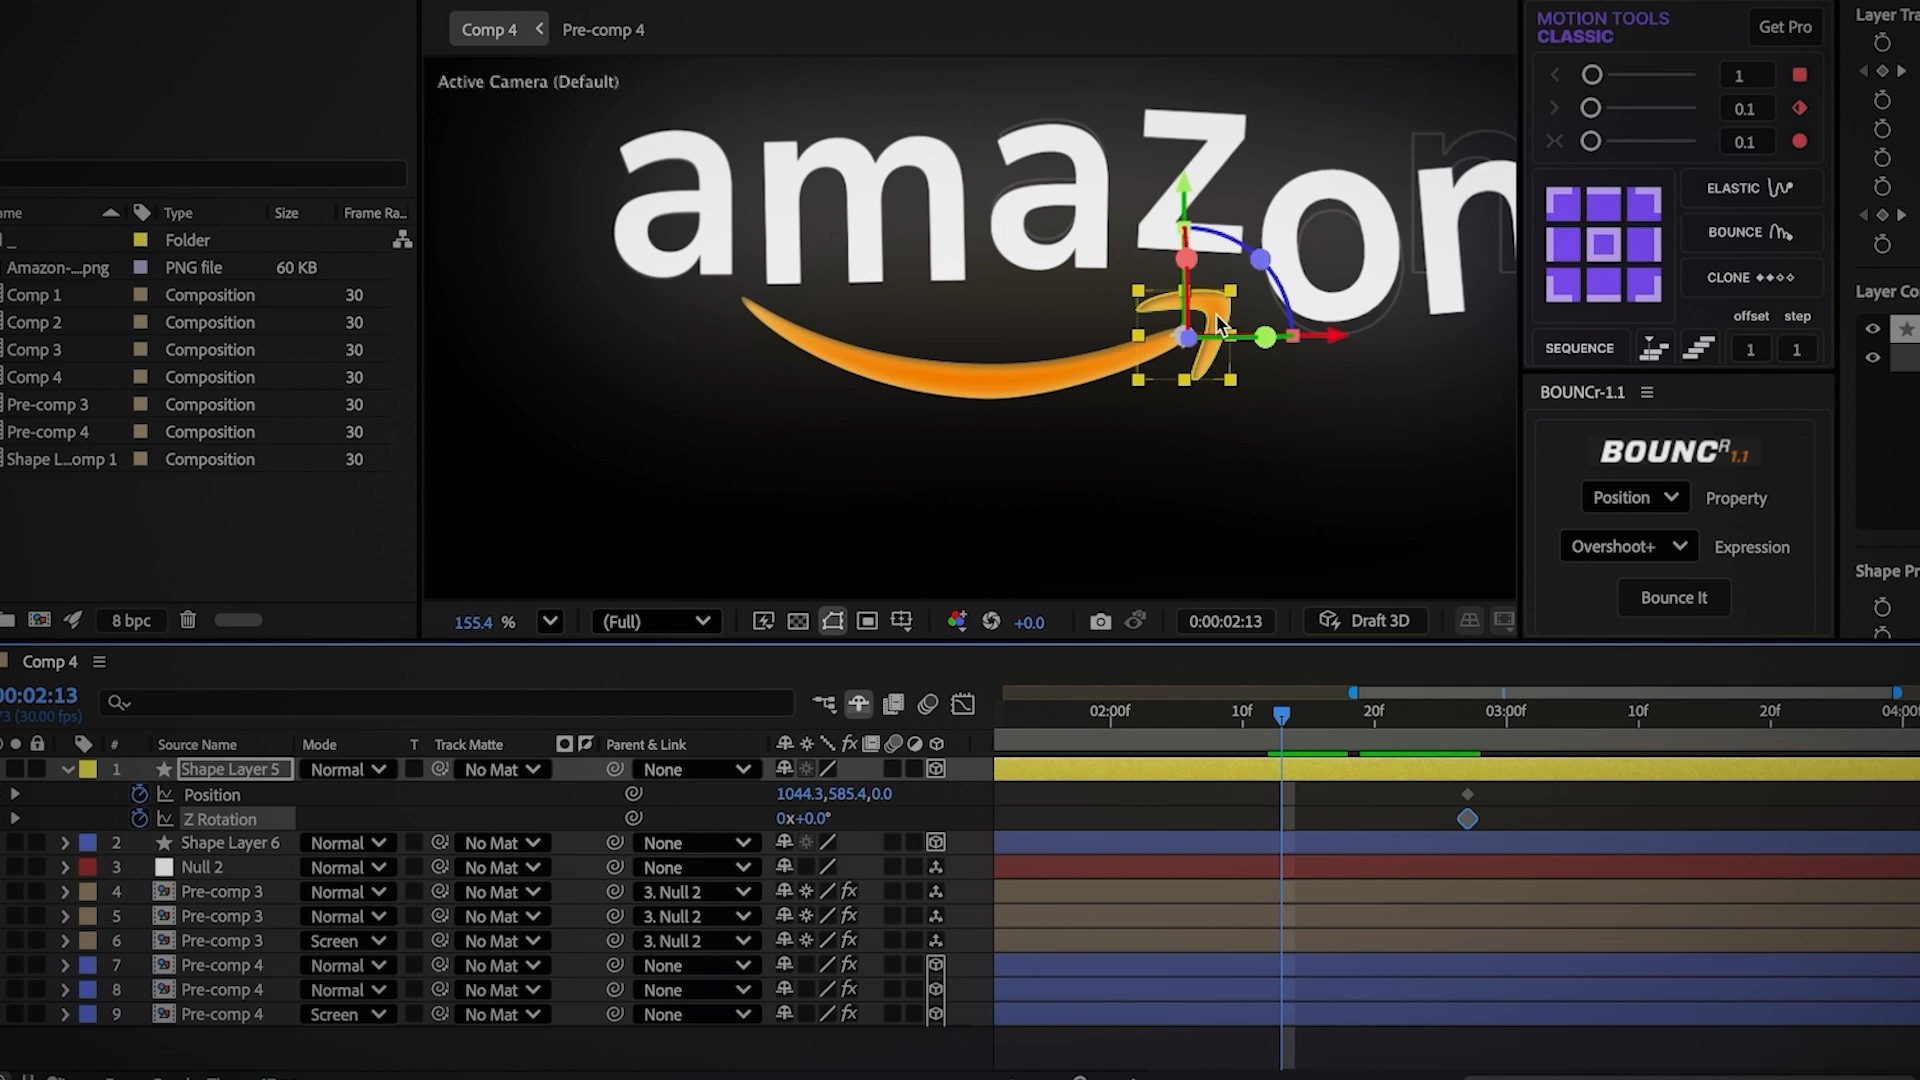 Comp 4
Pre-comp 4
Active Camera (Default)
amazon
MOTION TOOLS
CLASSIC
Get Pro
1
0.1
0.1
ELASTIC
BOUNCE
CLONE
offset step
SEQUENCE
1 1
BOUNCr-1.1
BOUNCR 1.1
Position Property
Overshoot+ Expression
Bounce It
Layer Tra
Layer Co
Shape Pr
ame Type Size Frame Ra...
_ Folder
Amazon-....png PNG file 60 KB
Comp 1 Composition 30
Comp 2 Composition 30
Comp 3 Composition 30
Comp 4 Composition 30
Pre-comp 3 Composition 30
Pre-comp 4 Composition 30
Shape L...omp 1 Composition 30
8 bpc
155.4 % (Full) +0.0 0:00:02:13 Draft 3D
Comp 4
00:02:13
3 (30.00 fps)
02:00f 10f 20f 03:00f 10f 20f 04:00f
# Source Name Mode T Track Matte Parent & Link
1 Shape Layer 5 Normal No Mat None
Position 1044.3,585.4,0.0
Z Rotation 0x+0.0°
2 Shape Layer 6 Normal No Mat None
3 Null 2 Normal No Mat None
4 Pre-comp 3 Normal No Mat 3. Null 2 fx
5 Pre-comp 3 Normal No Mat 3. Null 2 fx
6 Pre-comp 3 Screen No Mat 3. Null 2 fx
7 Pre-comp 4 Normal No Mat None fx
8 Pre-comp 4 Normal No Mat None fx
9 Pre-comp 4 Screen No Mat None fx